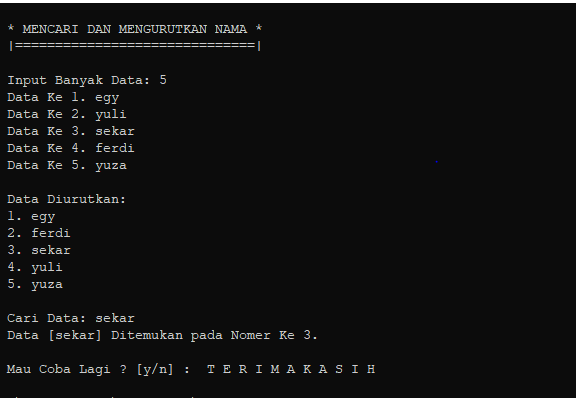 * MENCARI DAN MENGURUTKAN NAMA *
|==============================|
Input Banyak Data: 5
Data Ke 1. egy
Data Ke 2. yuli
Data Ke 3. sekar
Data Ke 4. ferdi
Data Ke 5. yuza
Data Diurutkan:
1. egy
2. ferdi
3. sekar
4. yuli
5. yuza
Cari Data: sekar
Data [sekar] Ditemukan pada Nomer Ke 3.
Mau Coba Lagi ? [y/n] :  T E R I M A K A S I H